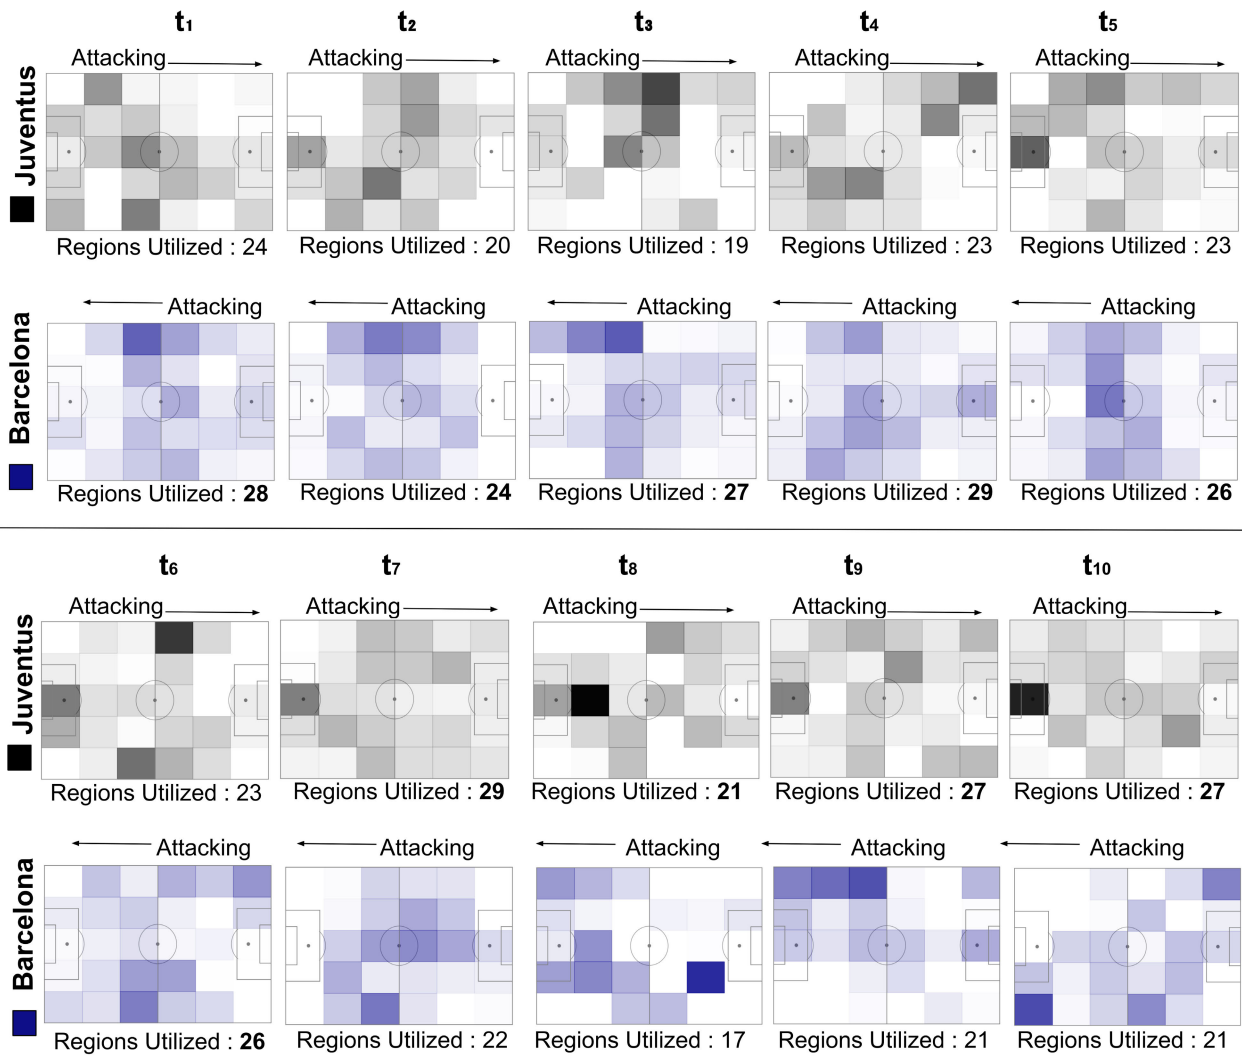 t1 t2 t3 t4 t5
Attacking Attacking Attacking Attacking Attacking
Juventus
Regions Utilized : 24 Regions Utilized : 20 Regions Utilized : 19 Regions Utilized : 23 Regions Utilized : 23
Attacking Attacking Attacking Attacking Attacking
Barcelona
Regions Utilized : 28 Regions Utilized : 24 Regions Utilized : 27 Regions Utilized : 29 Regions Utilized : 26
t6 t7 t8 t9 t10
Attacking Attacking Attacking Attacking Attacking
Juventus
Regions Utilized : 23 Regions Utilized : 29 Regions Utilized : 21 Regions Utilized : 27 Regions Utilized : 27
Attacking Attacking Attacking Attacking Attacking
Barcelona
Regions Utilized : 26 Regions Utilized : 22 Regions Utilized : 17 Regions Utilized : 21 Regions Utilized : 21